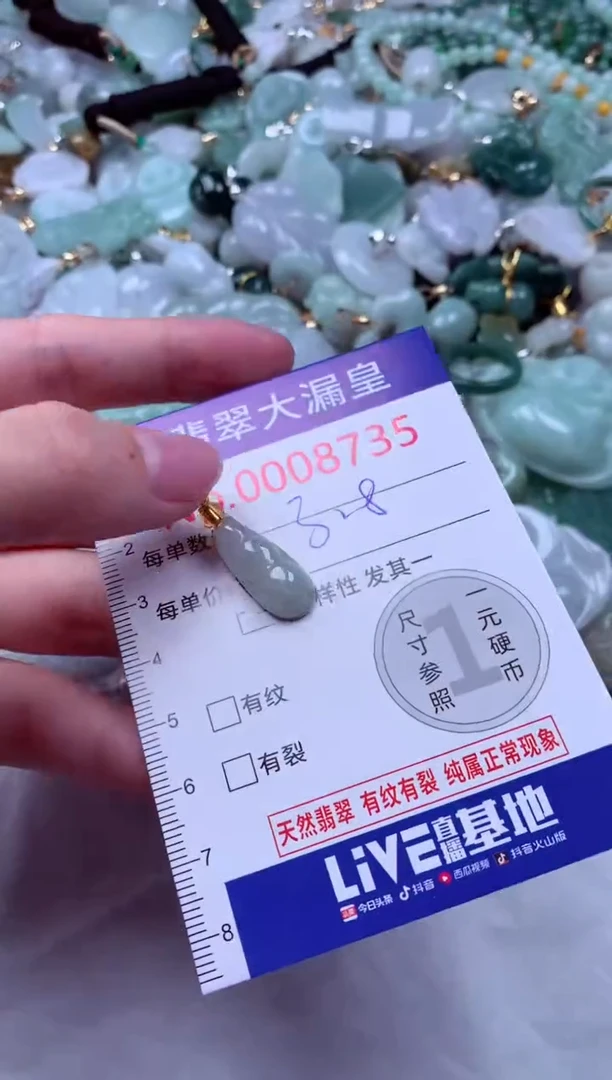 翡翠大漏皇
No.0008735
328
每单数
每单价
样性 发其一
2
3
4
5
6
7
8
有纹
有裂
尺寸参照
1
一元硬币
天然翡翠 有纹有裂 纯属正常现象
LiVE直播基地
今日头条 抖音 西瓜视频 抖音火山版